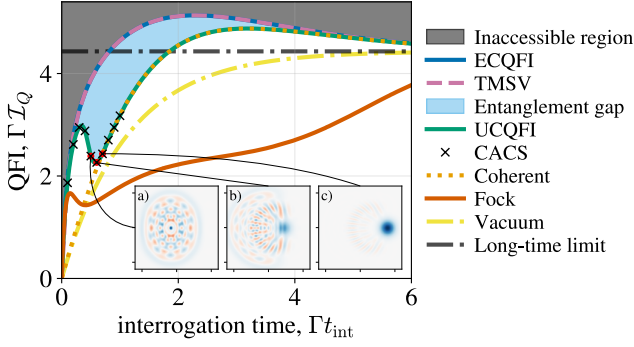 QFI, Γ 𝓘_Q
4
2
0
a)
b)
c)
0
2
4
6
interrogation time, Γt_int
Inaccessible region
ECQFI
TMSV
Entanglement gap
UCQFI
CACS
Coherent
Fock
Vacuum
Long-time limit